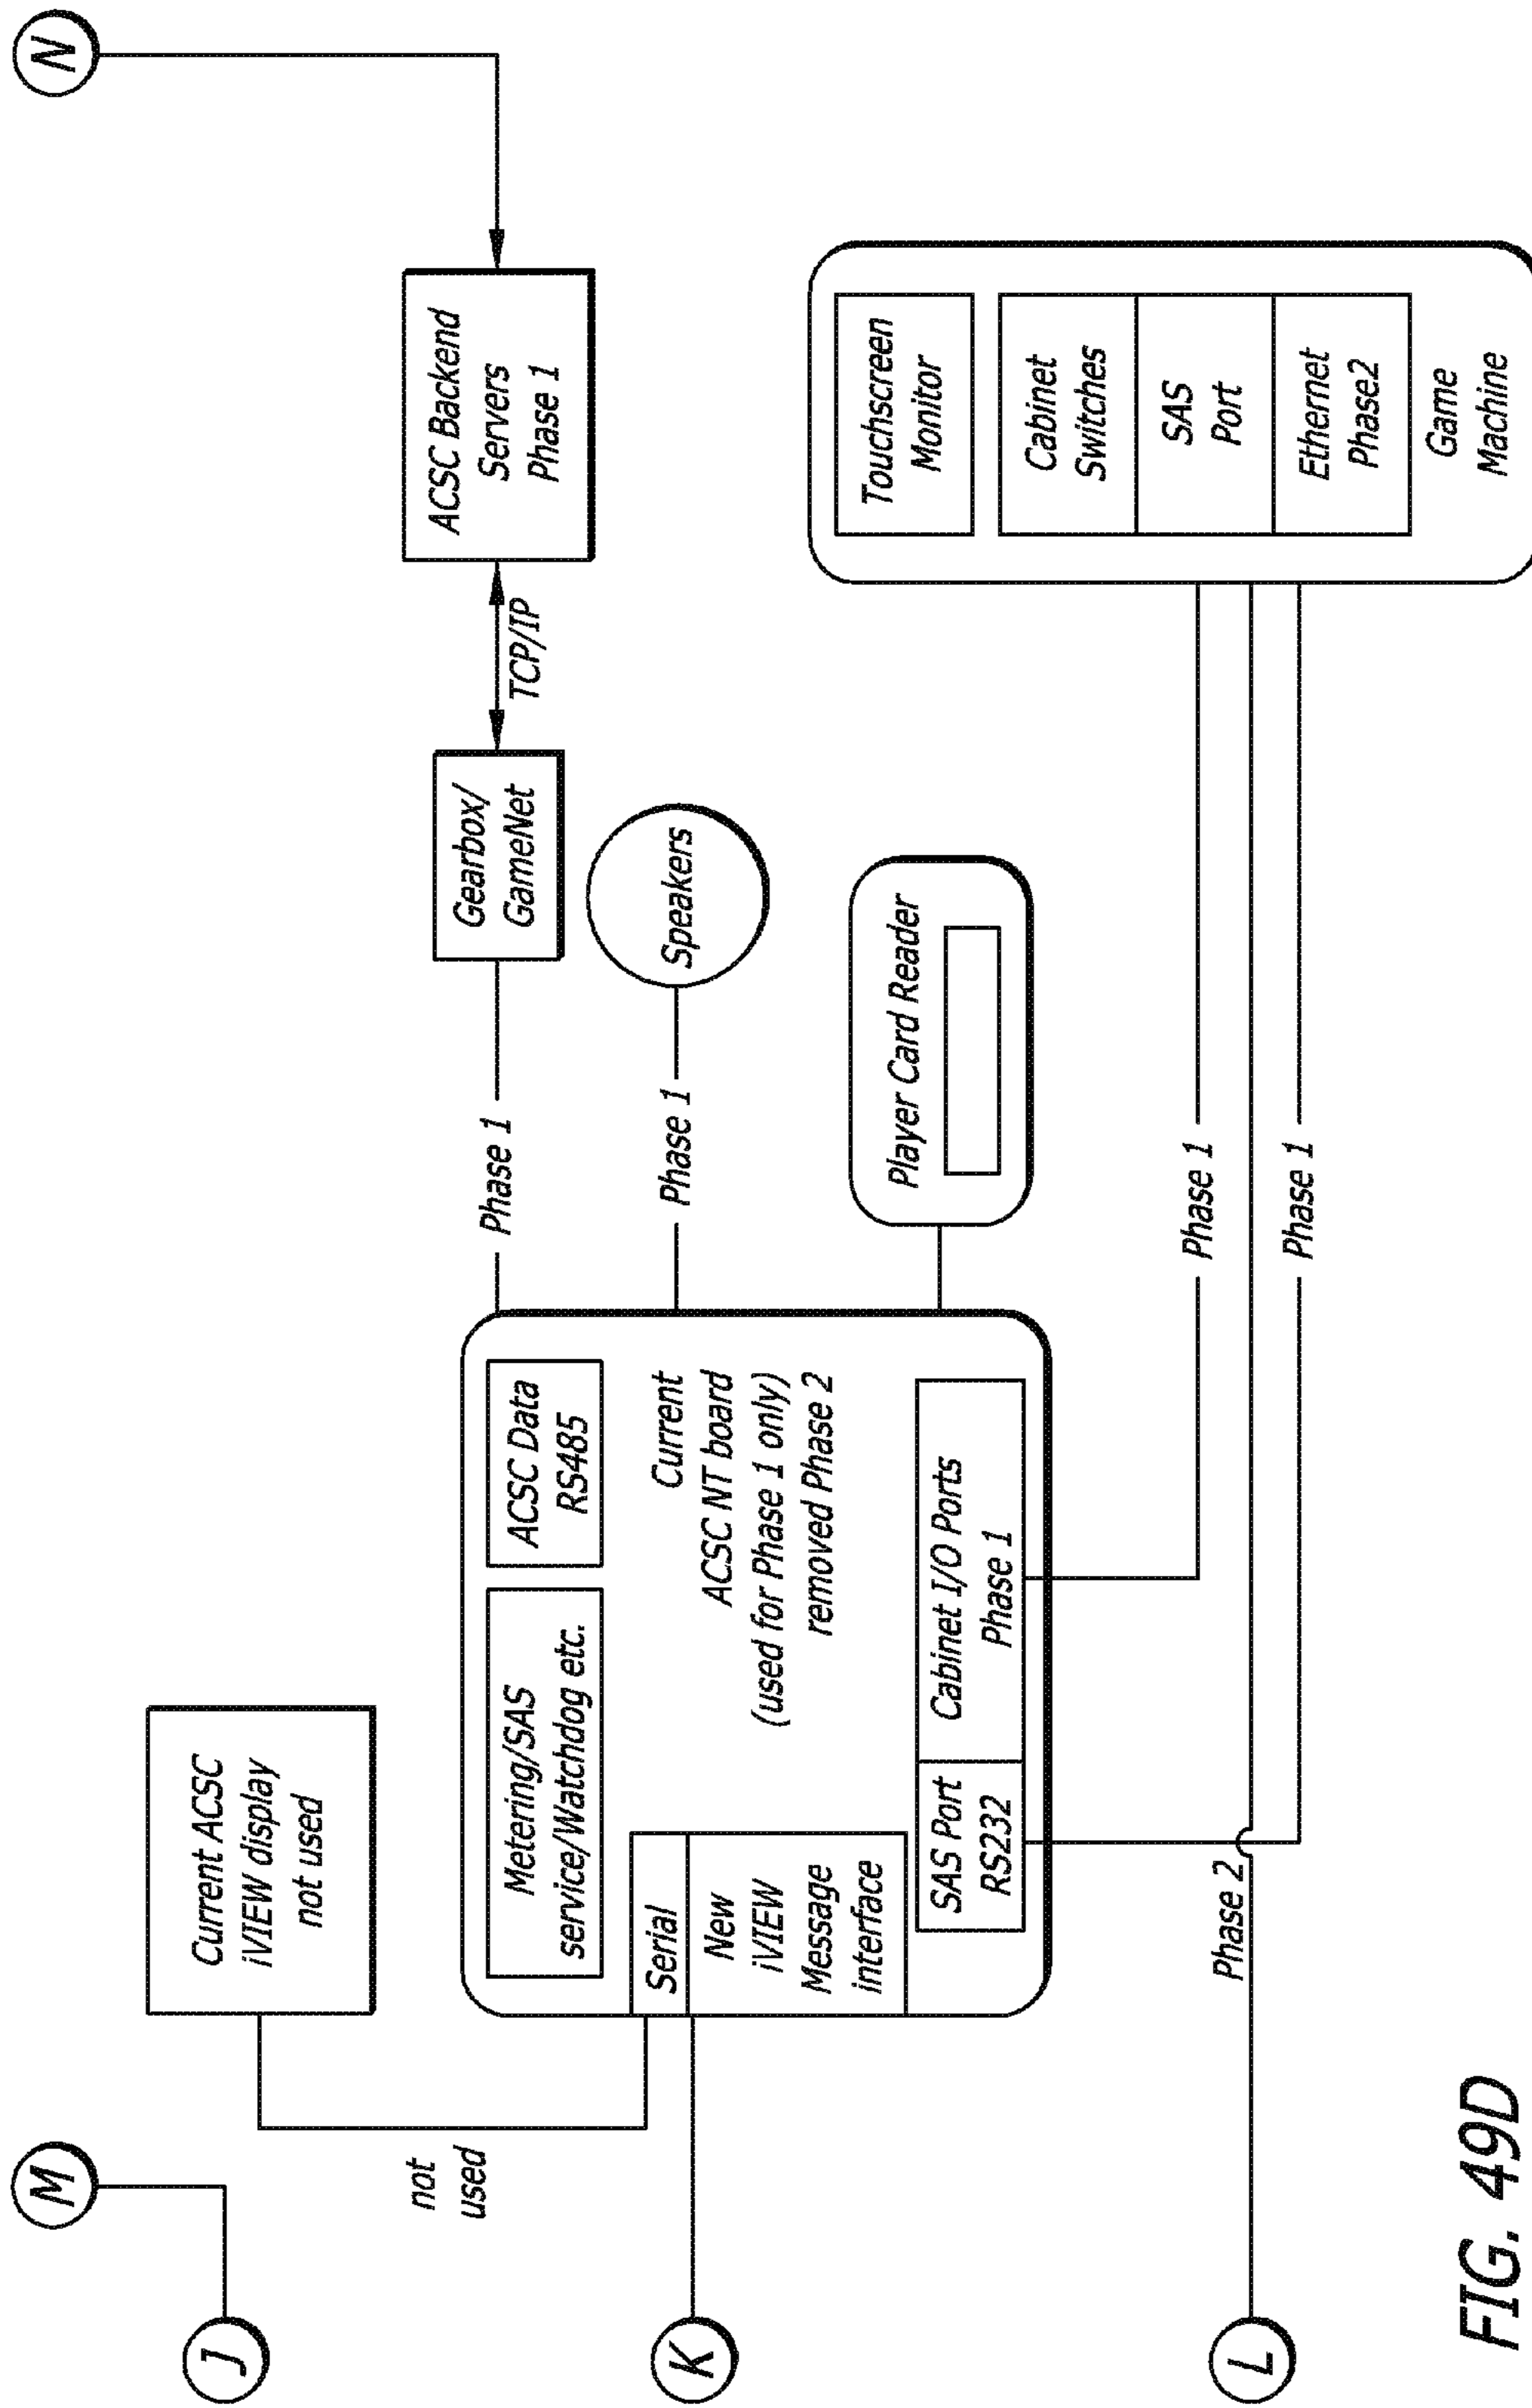 M
N
J
Current ACSC
iVIEW display
not used
not
used
ACSC Backend
Servers
Phase 1
TCP/IP
Gearbox/
GameNet
Phase 1
Metering/SAS
service/Watchdog etc.
ACSC Data
RS485
Speakers
Phase 1
Serial
New
iVIEW
Message
interface
K
Current
ACSC NT board
(used for Phase 1 only)
removed Phase 2
Player Card Reader
SAS Port
RS232
Cabinet I/O Ports
Phase 1
Touchscreen
Monitor
Cabinet
Switches
SAS
Port
Ethernet
Phase2
Game
Machine
Phase 1
Phase 2
Phase 1
L
FIG. 49D